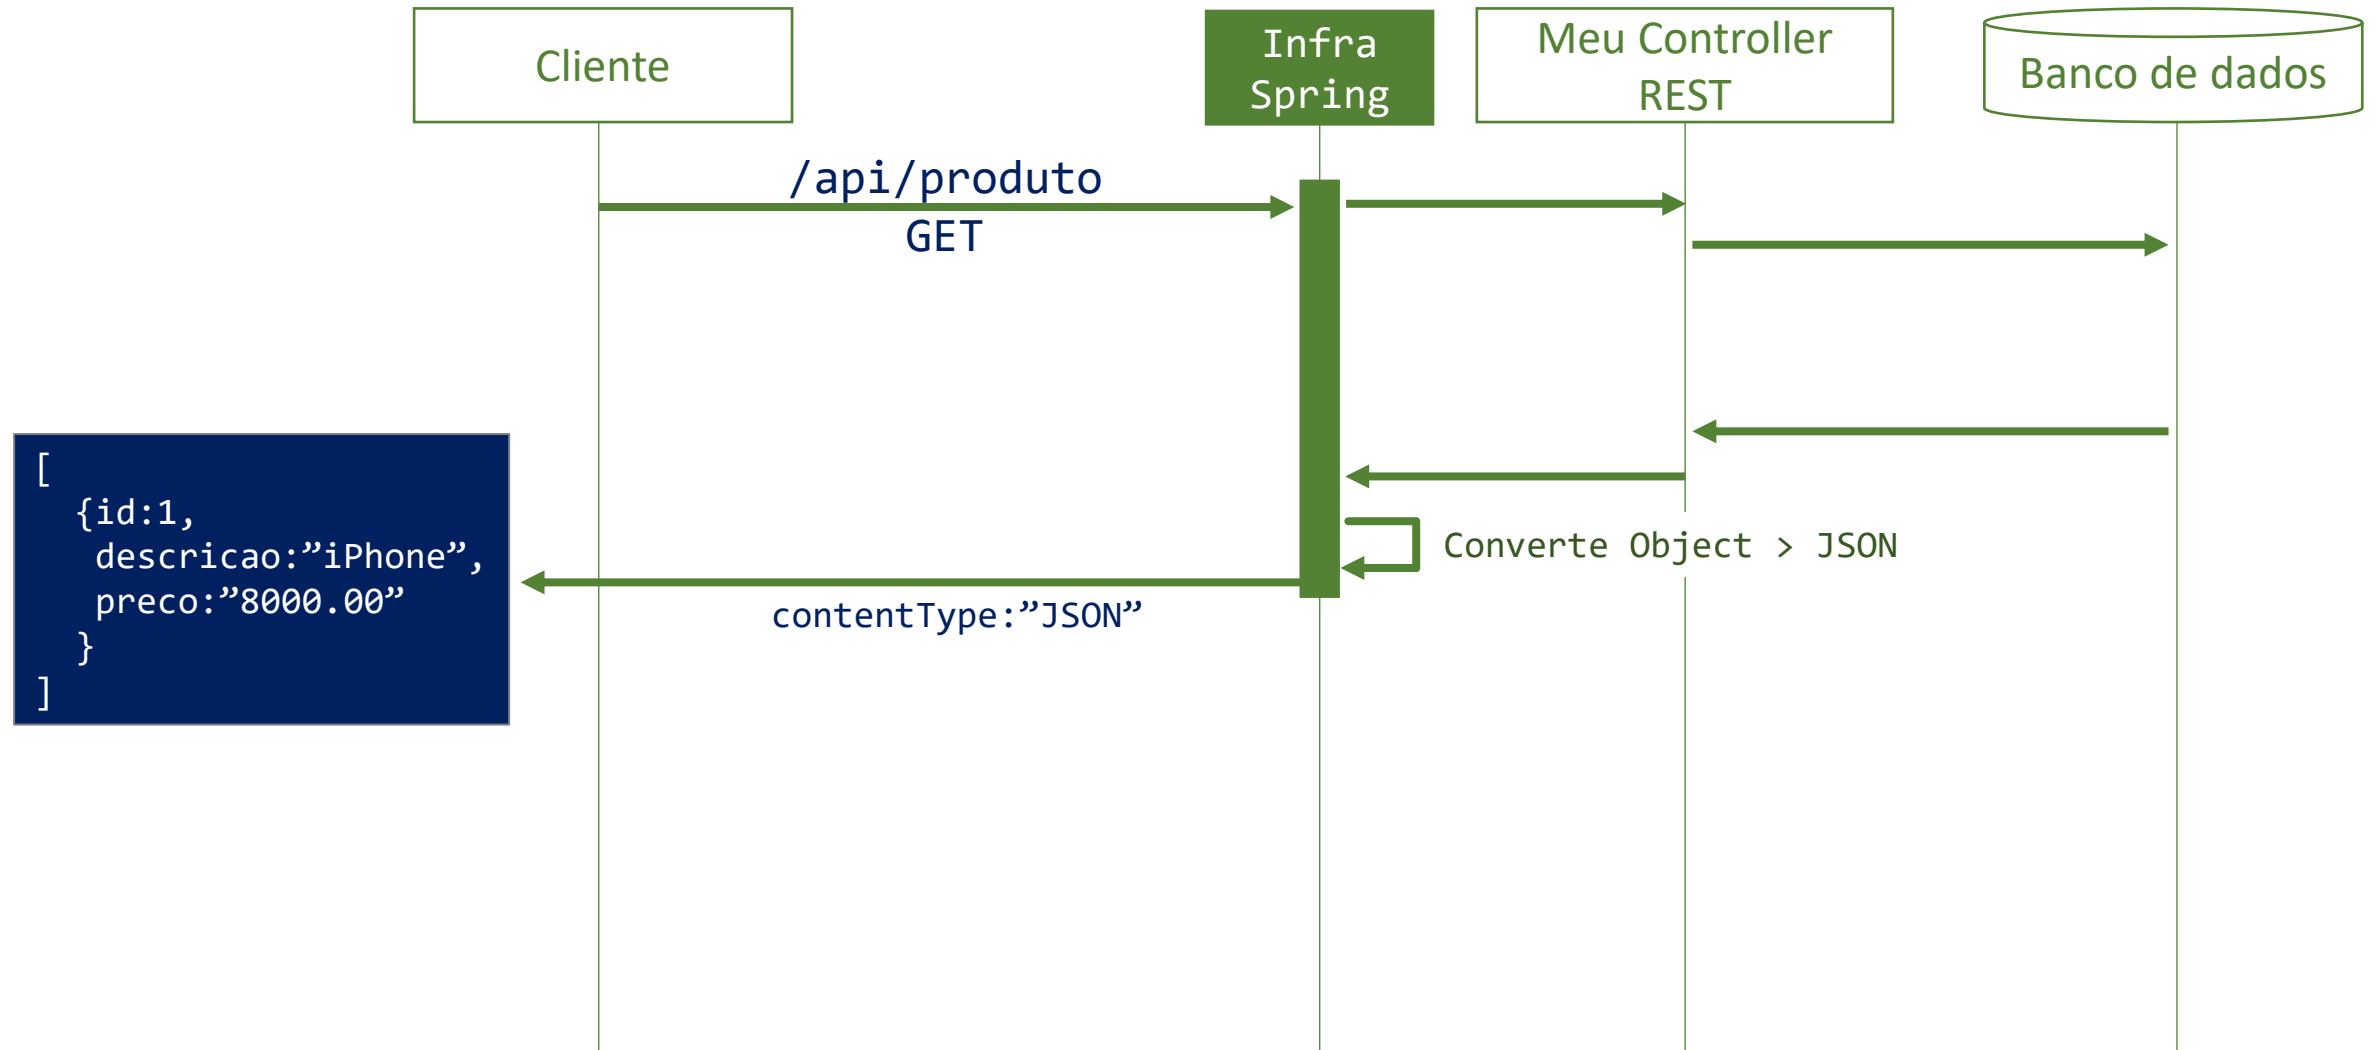 Cliente
Infra
Spring
Meu Controller
REST
Banco de dados
/api/produto
GET
[
{id:1,
descricao:”iPhone”,
preco:”8000.00”
}
]
Converte Object > JSON
contentType:”JSON”